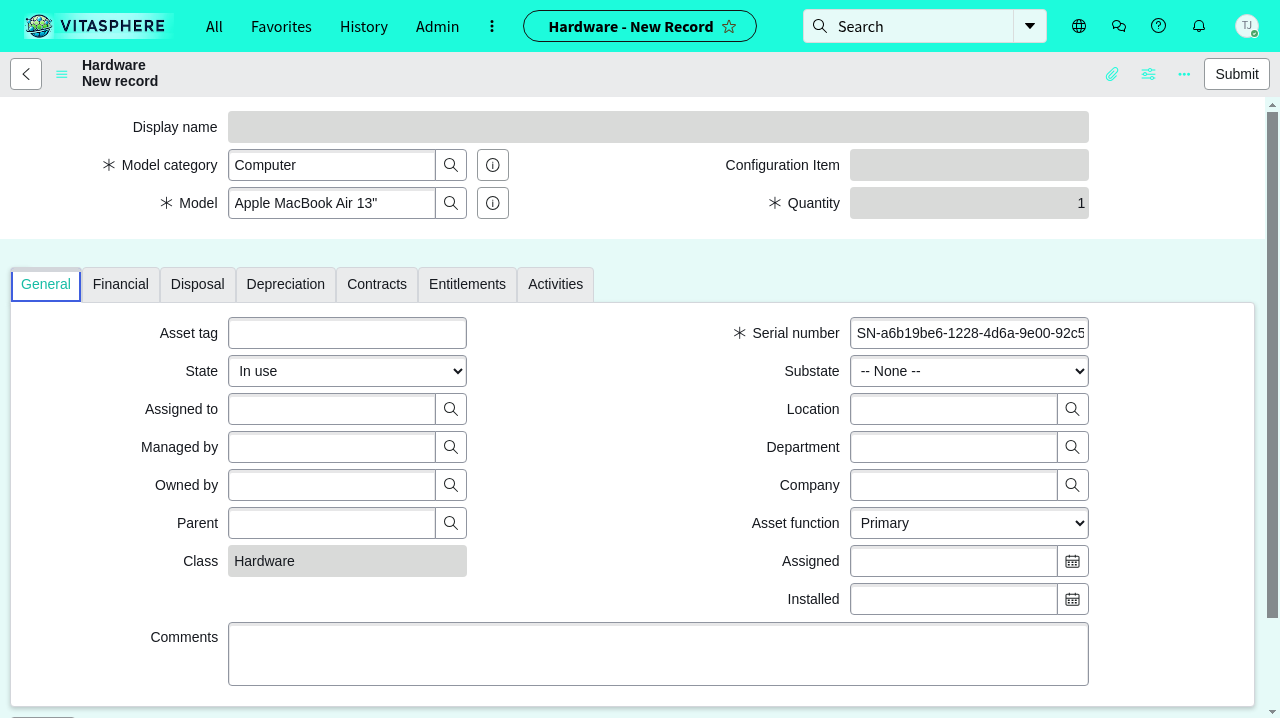 VITASPHERE
All
Favorites
History
Admin
Hardware - New Record
Search
TJ
Hardware
New record
Submit
Display name
Model category
Computer
Configuration Item
Model
Apple MacBook Air 13"
Quantity
1
General
Financial
Disposal
Depreciation
Contracts
Entitlements
Activities
Asset tag
Serial number
SN-a6b19be6-1228-4d6a-9e00-92c5
State
In use
Substate
-- None --
Assigned to
Location
Managed by
Department
Owned by
Company
Parent
Asset function
Primary
Class
Hardware
Assigned
Installed
Comments